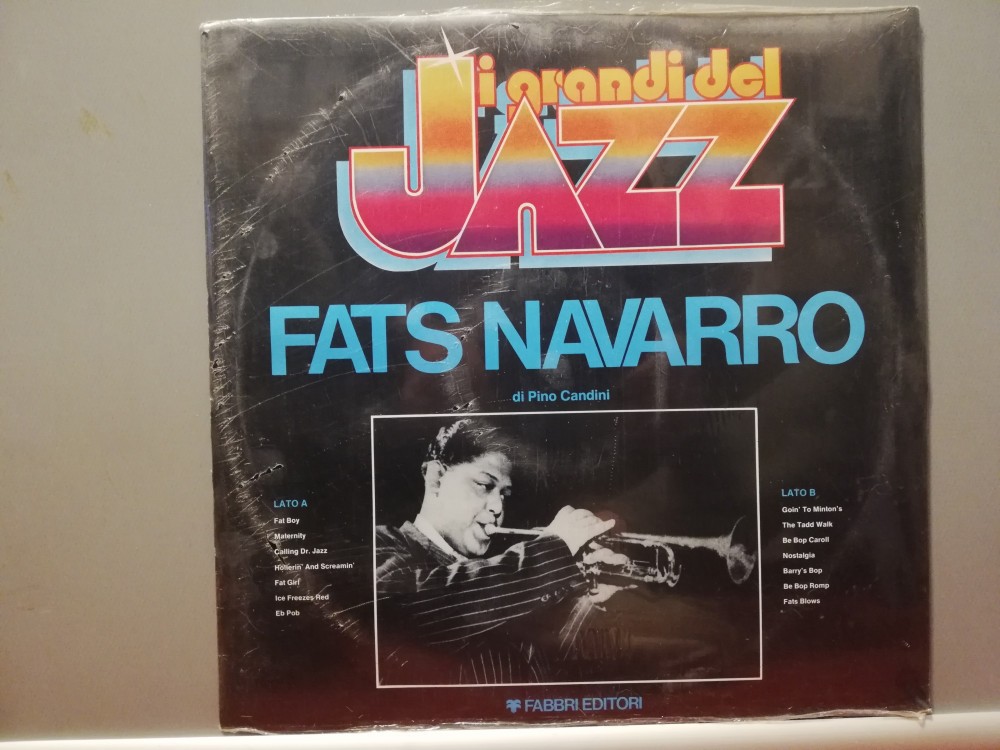 i grandi del
JAZZ
FATS NAVARRO
di Pino Candini
LATO A
Fat Boy
Maternity
Calling Dr. Jazz
Hollerin' And Screamin'
Fat Girl
Ice Freezes Red
Eb Pob
LATO B
Goin' To Minton's
The Tadd Walk
Be Bop Caroll
Nostalgia
Barry's Bop
Be Bop Romp
Fats Blows
FABBRI EDITORI